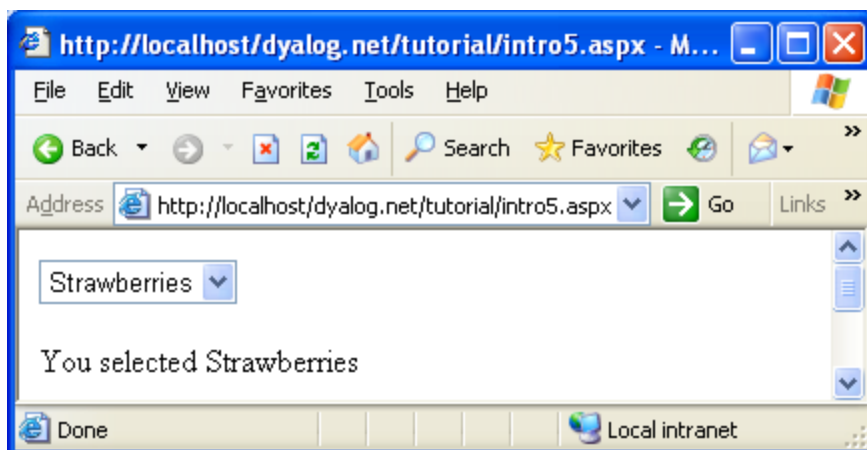 http://localhost/dyalog.net/tutorial/intro5.aspx - M...
File Edit View Favorites Tools Help
Back Search Favorites »
Address http://localhost/dyalog.net/tutorial/intro5.aspx Go Links »
Strawberries
You selected Strawberries
Done Local intranet